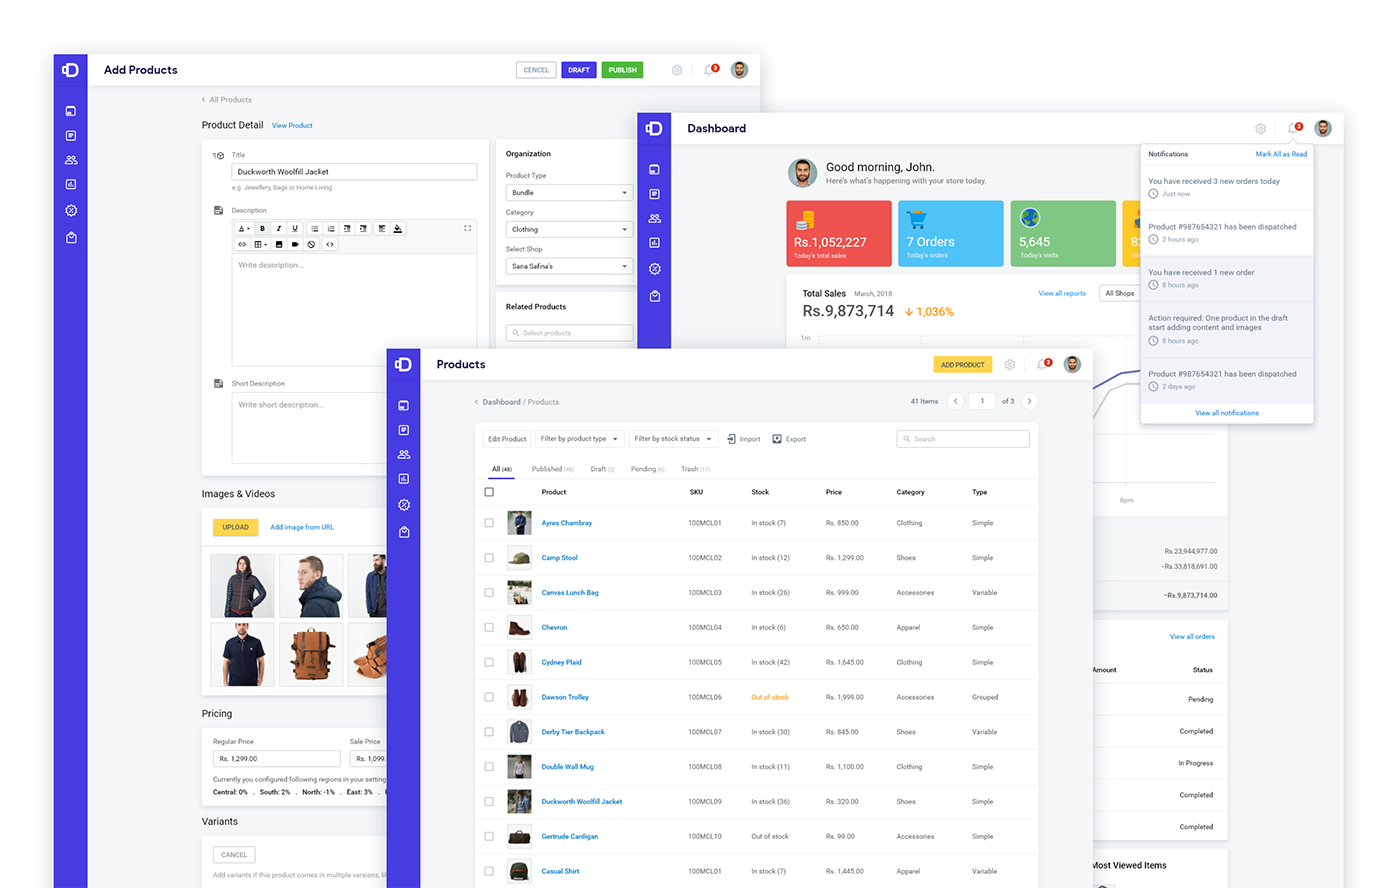 Add Products
CENCEL
DRAFT
PUBLISH
3
All Products
Product Detail
View Product
Title
Duckworth Woolfill Jacket
e.g. Jewellery, Bags or Home Living
Description
Write description...
Short Description
Write short description...
Images & Videos
UPLOAD
Add Image from URL
Pricing
Regular Price
Sale Price
Rs. 1,299.00
Rs. 1,099.
Currently you configured following regions in your setting
Central: 0% . South: 2% . North: -1% . East: 3% .
Variants
CANCEL
Add variants if this product comes in multiple versions, li
Organization
Product Type
Bundle
Category
Clothing
Select Shop
Sana Safina's
Related Products
Select products
Dashboard
3
Good morning, John.
Here's what's happening with your store today.
Rs.1,052,227
Today's total sales
7 Orders
Today's orders
5,645
Today's visits
Total Sales March, 2018
View all reports
All Shops
Rs.9,873,714
1,036%
1m
6pm
Rs.23,944,977.00
-Rs.33,818,691.00
-Rs.9,873,714.00
View all orders
Amount Status
Pending
Completed
In Progress
Completed
Completed
Most Viewed Items
Notifications
Mark All as Read
You have received 3 new orders today
Just now
Product #987654321 has been dispatched
2 hours ago
You have received 1 new order
8 hours ago
Action required: One product in the draft
start adding content and images
8 hours ago
Product #987654321 has been dispatched
2 days ago
View all notifications
Products
ADD PRODUCT
3
Dashboard / Products
41 Items
1
of 3
Edit Product
Filter by product type
Filter by stock status
Import
Export
Search
All (48) Published (48) Draft (2) Pending (6) Trash (11)
Product SKU Stock Price Category Type
Ayres Chambray 100MCL01 In stock (7) Rs. 850.00 Clothing Simple
Camp Stool 100MCL02 In stock (12) Rs. 1,299.00 Shoes Simple
Canvas Lunch Bag 100MCL03 In stock (26) Rs. 999.00 Accessories Variable
Chevron 100MCL04 In stock (6) Rs. 650.00 Apparel Simple
Cydney Plaid 100MCL05 In stock (42) Rs. 1,645.00 Clothing Simple
Dawson Trolley 100MCL06 Out of stock Rs. 1,999.00 Accessories Grouped
Derby Tier Backpack 100MCL07 In stock (30) Rs. 845.00 Shoes Variable
Double Wall Mug 100MCL08 In stock (11) Rs. 1,100.00 Clothing Simple
Duckworth Woolfill Jacket 100MCL09 In stock (36) Rs. 320.00 Shoes Simple
Gertrude Cardigan 100MCL10 Out of stock Rs. 99.00 Accessories Simple
Casual Shirt 100MCL01 In stock (7) Rs. 1,445.00 Apparel Variable